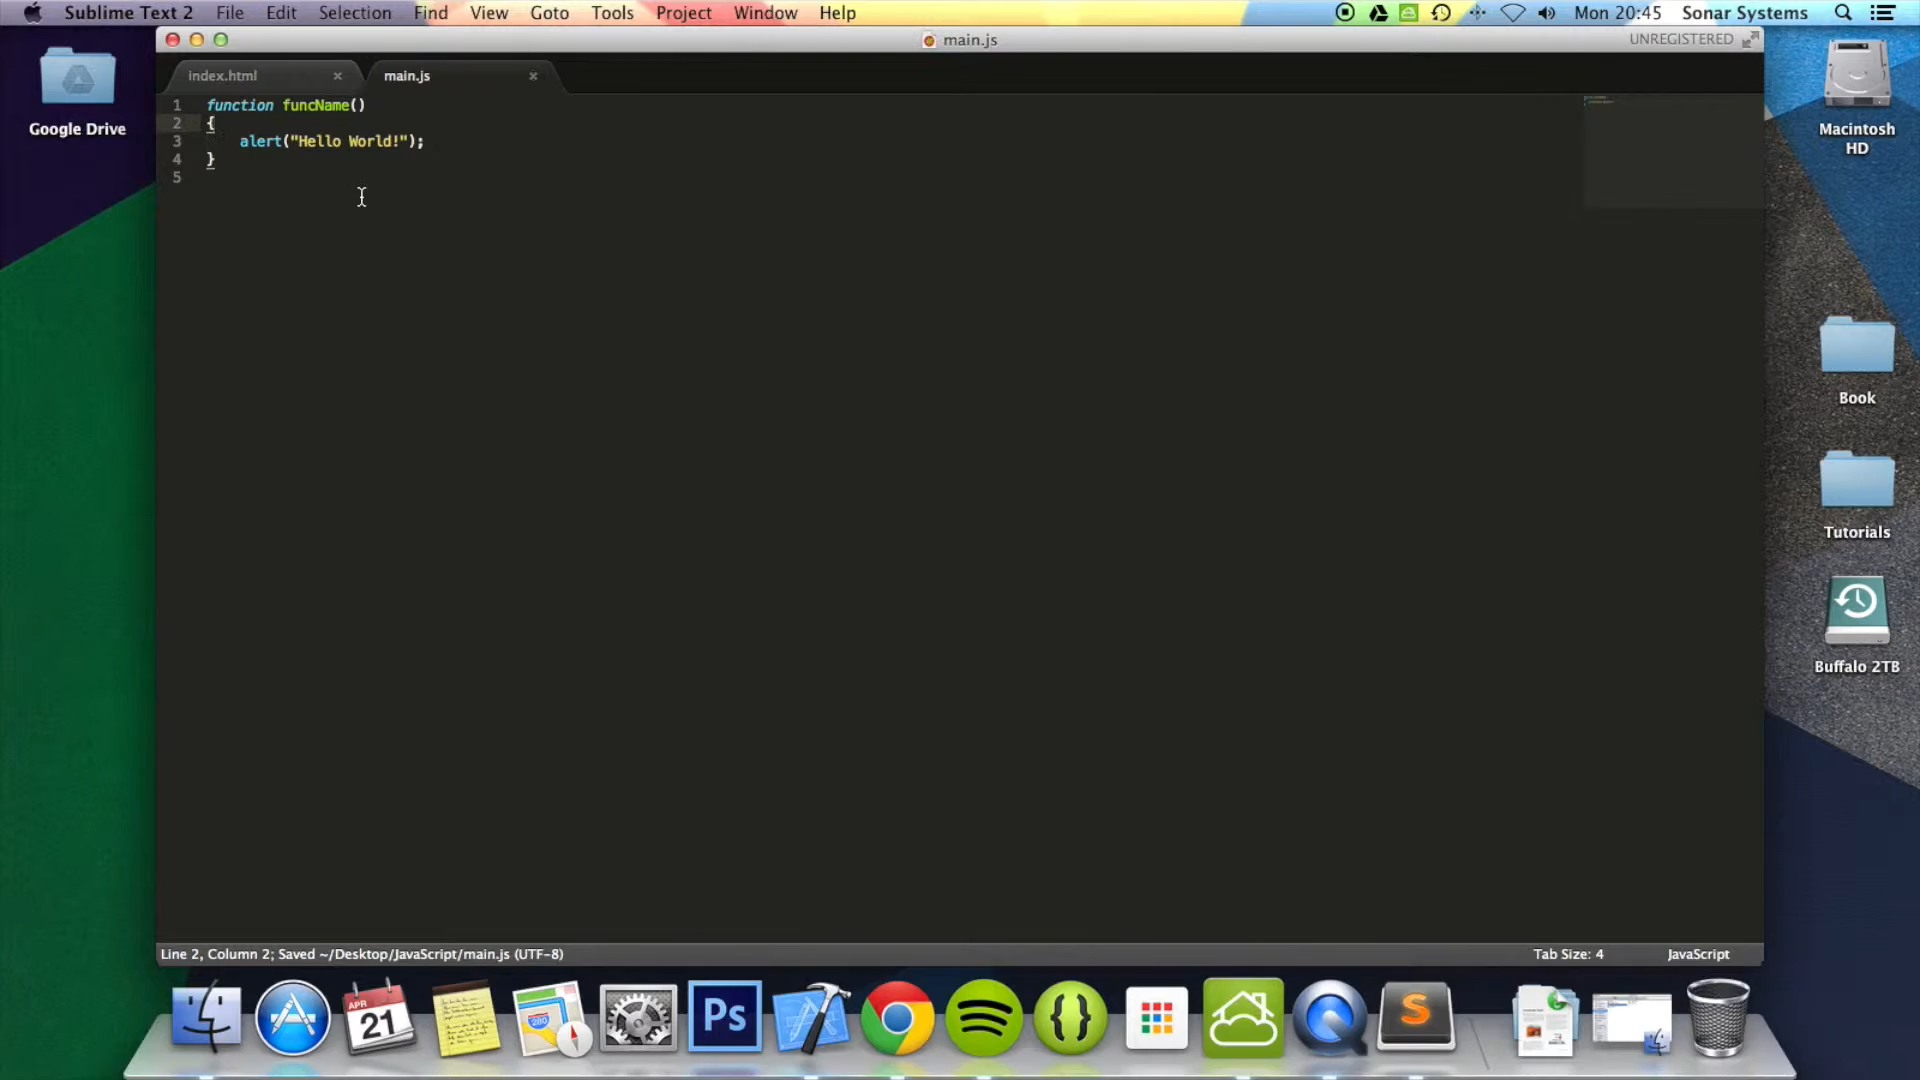 Sublime Text 2 File Edit Selection Find View Goto Tools Project Window Help Mon 20:45 Sonar Systems
main.js UNREGISTERED
index.html main.js
1 function funcName()
2 {
3 alert("Hello World!");
4 }
5
Google Drive
Macintosh
HD
Book
Tutorials
Buffalo 2TB
Line 2, Column 2; Saved ~/Desktop/JavaScript/main.js (UTF-8) Tab Size: 4 JavaScript
APR
21
280
Ps
{}
S